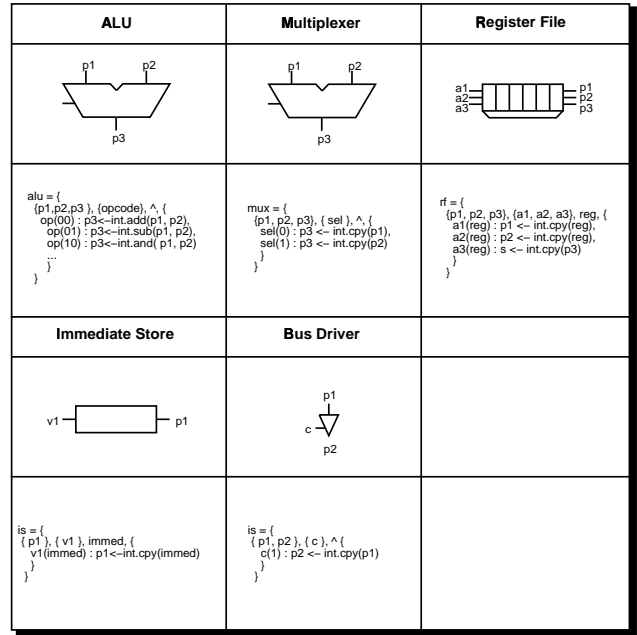 ALU
Multiplexer
Register File
p1 p2
p3
p1 p2
p3
a1
a2
a3
p1
p2
p3
alu = {
{p1,p2,p3 }, {opcode}, ^, {
op(00) : p3<–int.add(p1, p2),
op(01) : p3<–int.sub(p1, p2),
op(10) : p3<–int.and( p1, p2)
...
}
}
mux = {
{p1, p2, p3}, { sel }, ^, {
sel(0) : p3 <– int.cpy(p1),
sel(1) : p3 <– int.cpy(p2)
}
}
rf = {
{p1, p2, p3}, {a1, a2, a3}, reg, {
a1(reg) : p1 <– int.cpy(reg),
a2(reg) : p2 <– int.cpy(reg),
a3(reg) : s <– int.cpy(p3)
}
}
Immediate Store
Bus Driver
v1 p1
p1
c
p2
is = {
{ p1 }, { v1 }, immed, {
v1(immed) : p1<–int.cpy(immed)
}
}
is = {
{ p1, p2 }, { c }, ^ {
c(1) : p2 <– int.cpy(p1)
}
}